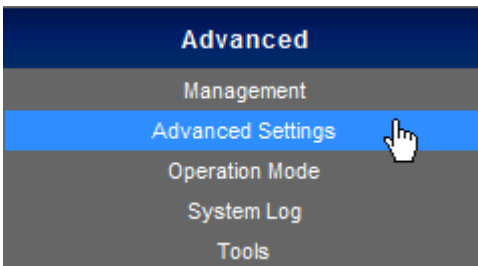 Advanced
Management
Advanced Settings
Operation Mode
System Log
Tools